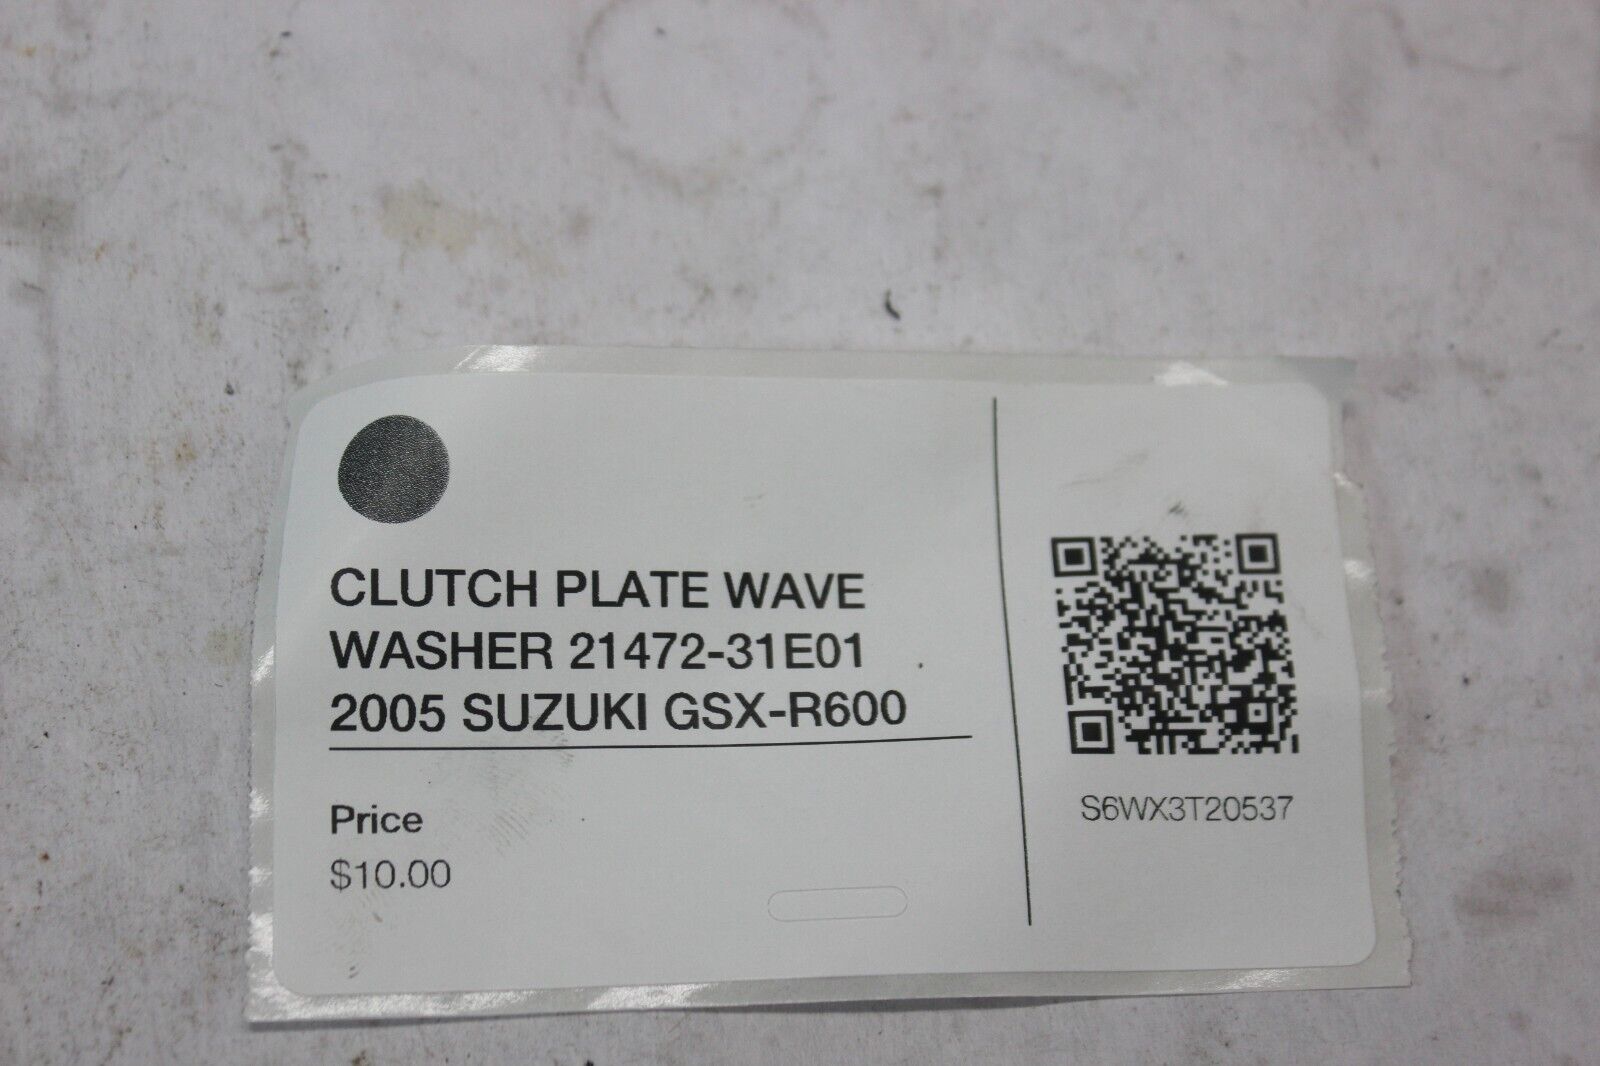 CLUTCH PLATE WAVE
WASHER 21472-31E01
2005 SUZUKI GSX-R600
Price
$10.00
S6WX3T20537